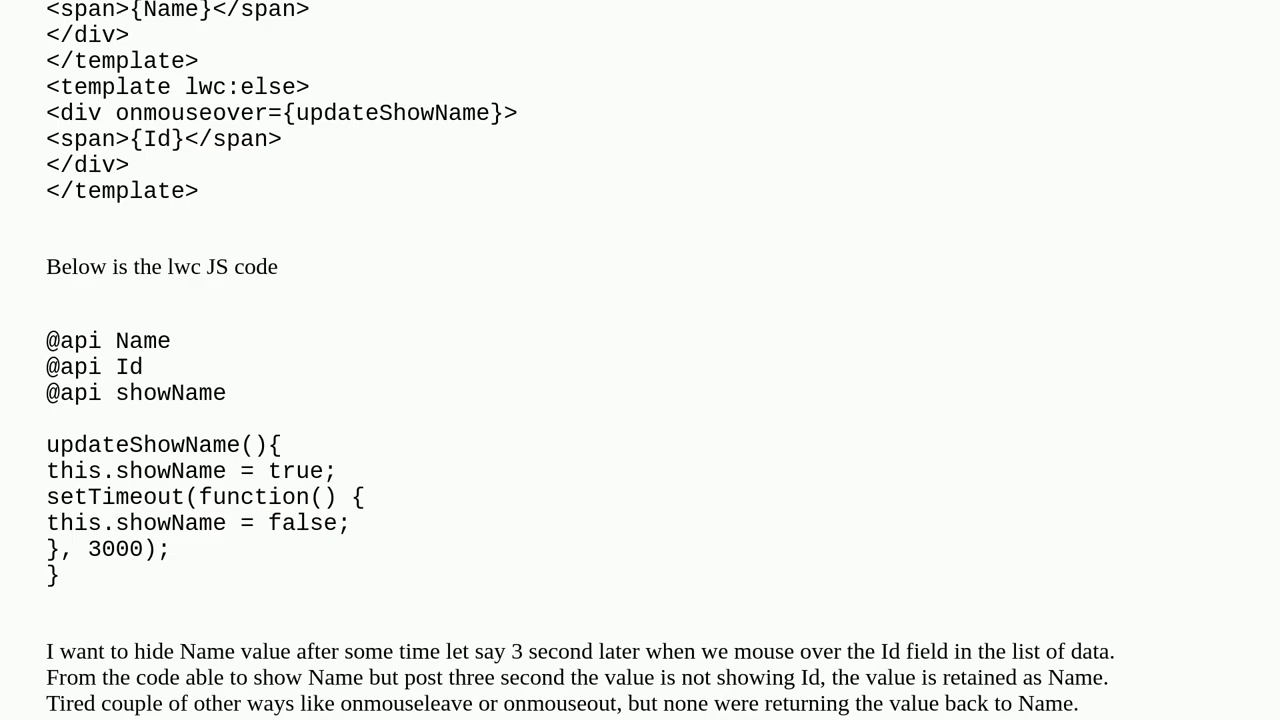 <span>{Name}</span>
</div>
</template>
<template lwc:else>
<div onmouseover={updateShowName}>
<span>{Id}</span>
</div>
</template>
Below is the lwc JS code
@api Name
@api Id
@api showName
updateShowName(){
this.showName = true;
setTimeout(function() {
this.showName = false;
}, 3000);
}
I want to hide Name value after some time let say 3 second later when we mouse over the Id field in the list of data.
From the code able to show Name but post three second the value is not showing Id, the value is retained as Name.
Tired couple of other ways like onmouseleave or onmouseout, but none were returning the value back to Name.